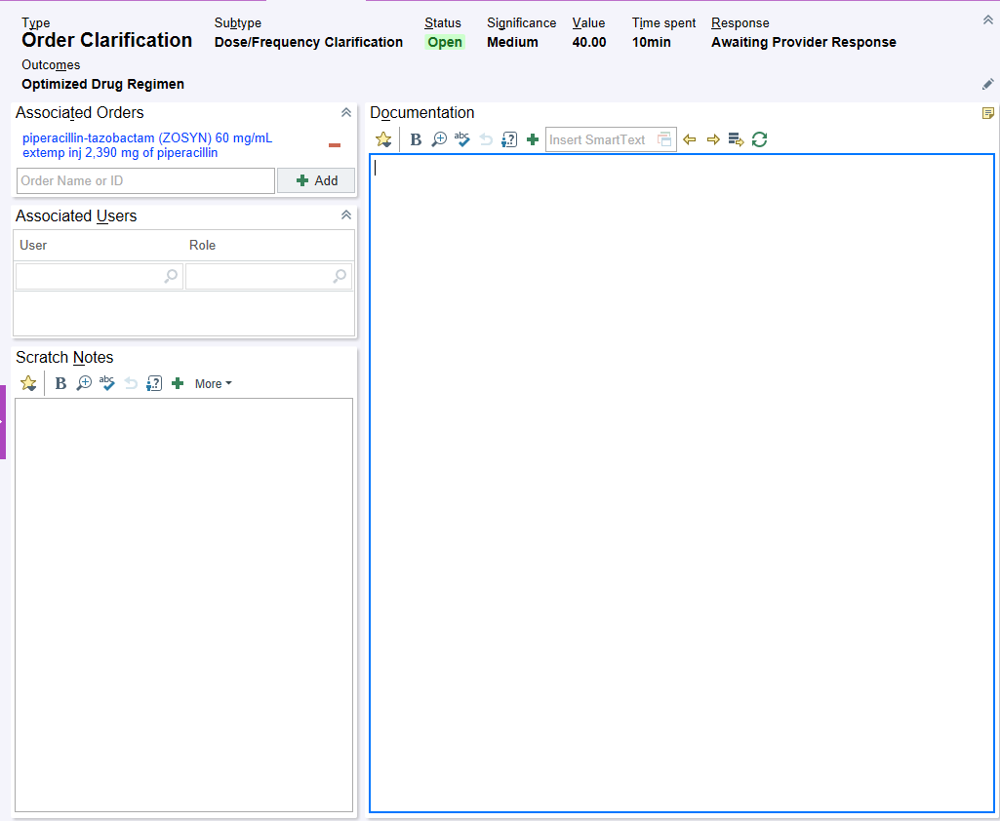 Type Subtype Status Significance Value Time spent Response
Order Clarification Dose/Frequency Clarification Open Medium 40.00 10min Awaiting Provider Response
Outcomes
Optimized Drug Regimen
Associated Orders
piperacillin-tazobactam (ZOSYN) 60 mg/mL
extemp inj 2,390 mg of piperacillin
Order Name or ID Add
Associated Users
User Role
Scratch Notes
B abc ? More
Documentation
B abc ? Insert SmartText